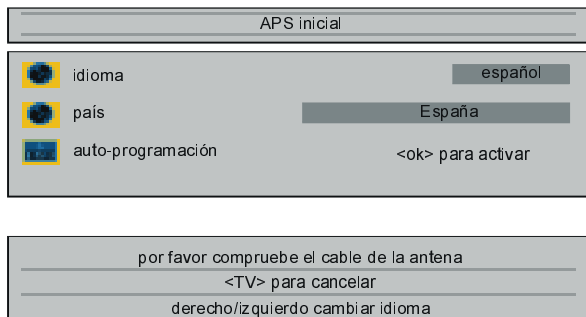 APS inicial
idioma español
país España
auto-programación <ok> para activar
por favor compruebe el cable de la antena
<TV> para cancelar
derecho/izquierdo cambiar idioma